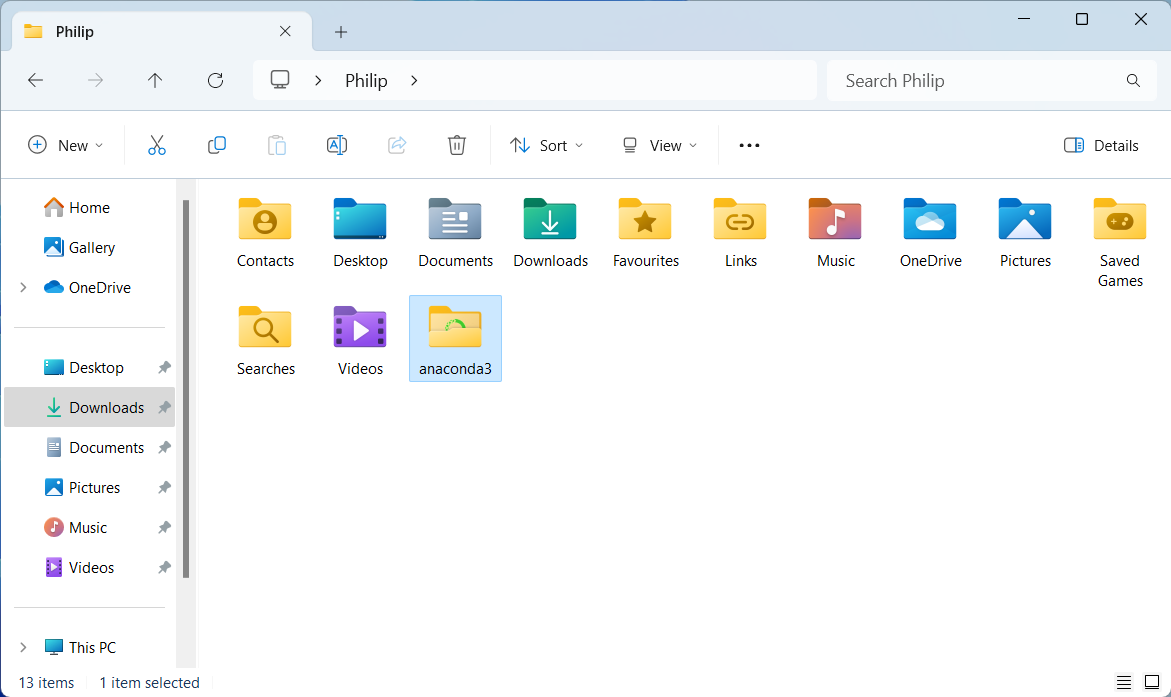 Philip
Philip
Search Philip
New
Sort
View
Details
Home
Gallery
OneDrive
Desktop
Downloads
Documents
Pictures
Music
Videos
This PC
Contacts
Desktop
Documents
Downloads
Favourites
Links
Music
OneDrive
Pictures
Saved
Games
Searches
Videos
anaconda3
13 items
1 item selected